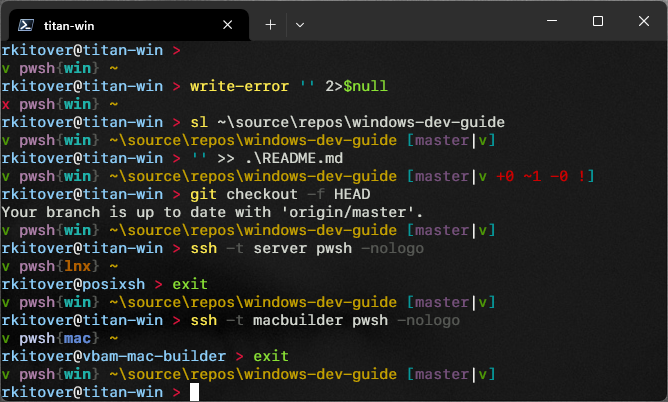 titan-win
rkitover@titan-win >
v pwsh{win} ~
rkitover@titan-win > write-error '' 2>$null
x pwsh{win} ~
rkitover@titan-win > sl ~\source\repos\windows-dev-guide
v pwsh{win} ~\source\repos\windows-dev-guide [master|v]
rkitover@titan-win > '' >> .\README.md
v pwsh{win} ~\source\repos\windows-dev-guide [master|v +0 ~1 -0 !]
rkitover@titan-win > git checkout -f HEAD
Your branch is up to date with 'origin/master'.
v pwsh{win} ~\source\repos\windows-dev-guide [master|v]
rkitover@titan-win > ssh -t server pwsh -nologo
v pwsh{lnx} ~
rkitover@posixsh > exit
v pwsh{win} ~\source\repos\windows-dev-guide [master|v]
rkitover@titan-win > ssh -t macbuilder pwsh -nologo
v pwsh{mac} ~
rkitover@vbam-mac-builder > exit
v pwsh{win} ~\source\repos\windows-dev-guide [master|v]
rkitover@titan-win >